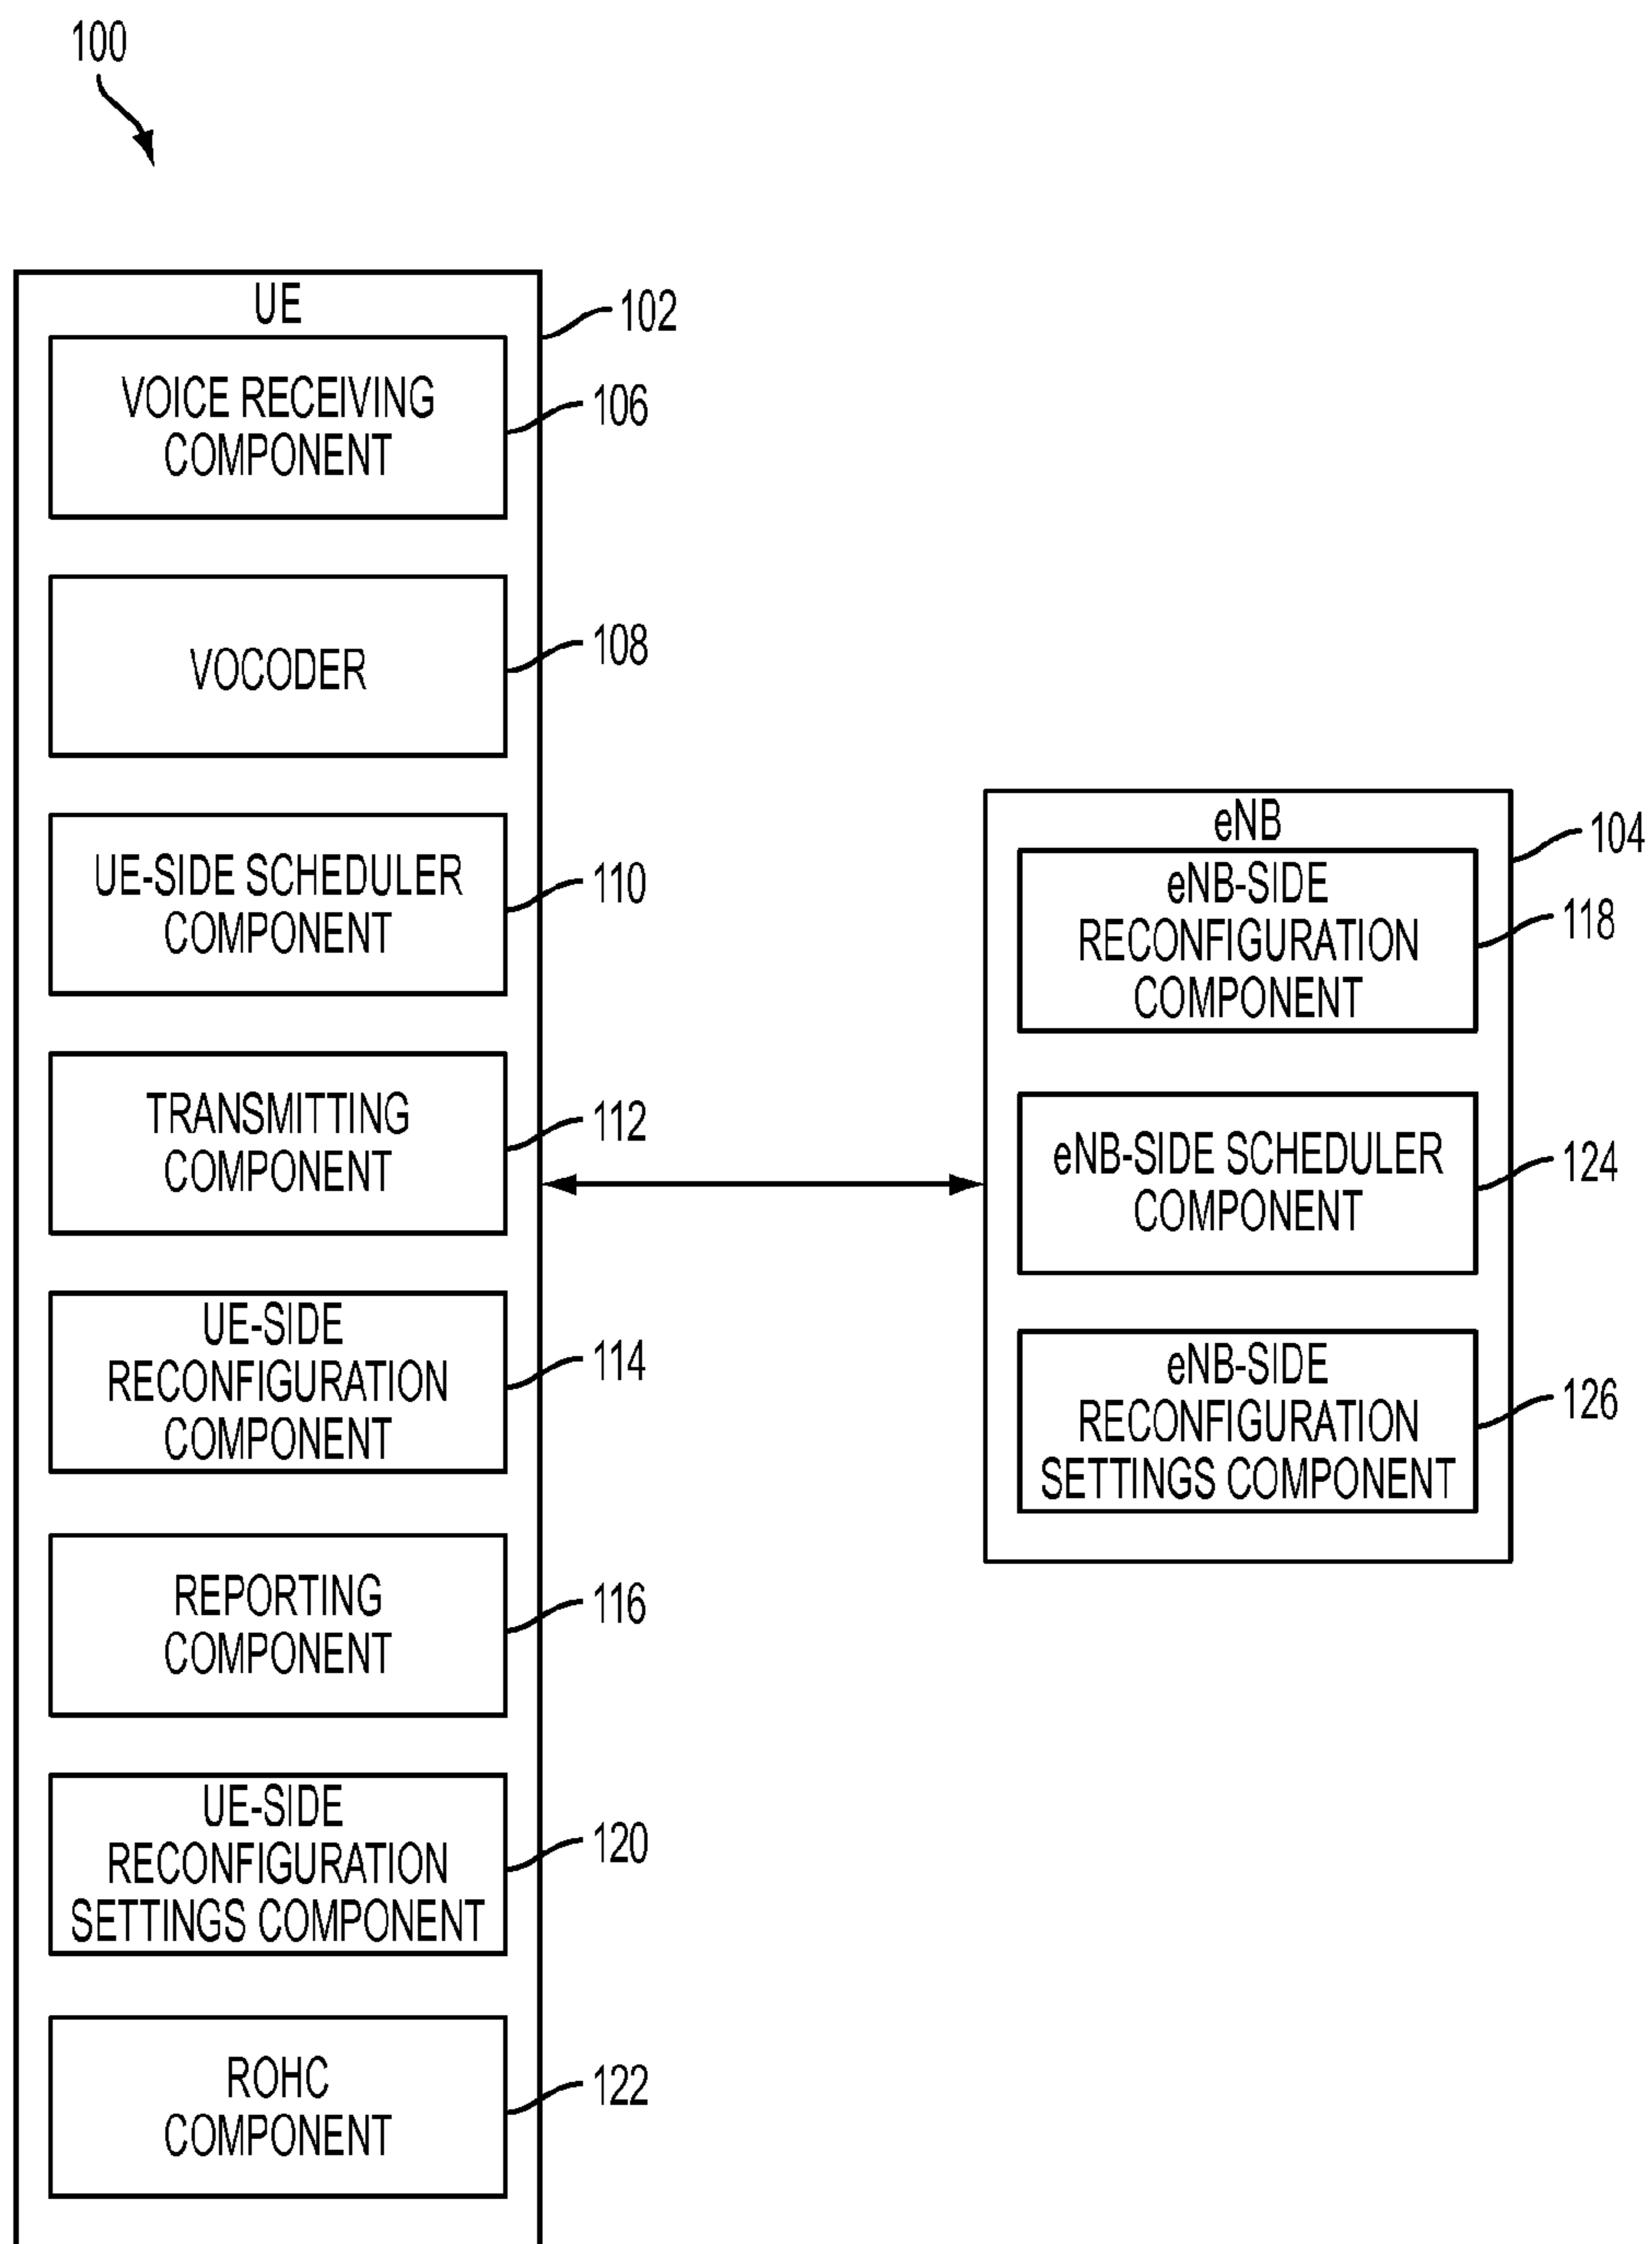 100
UE
102
VOICE RECEIVING
COMPONENT
106
VOCODER
108
UE-SIDE SCHEDULER
COMPONENT
110
TRANSMITTING
COMPONENT
112
UE-SIDE
RECONFIGURATION
COMPONENT
114
REPORTING
COMPONENT
116
UE-SIDE
RECONFIGURATION
SETTINGS COMPONENT
120
ROHC
COMPONENT
122
eNB
104
eNB-SIDE
RECONFIGURATION
COMPONENT
118
eNB-SIDE SCHEDULER
COMPONENT
124
eNB-SIDE
RECONFIGURATION
SETTINGS COMPONENT
126